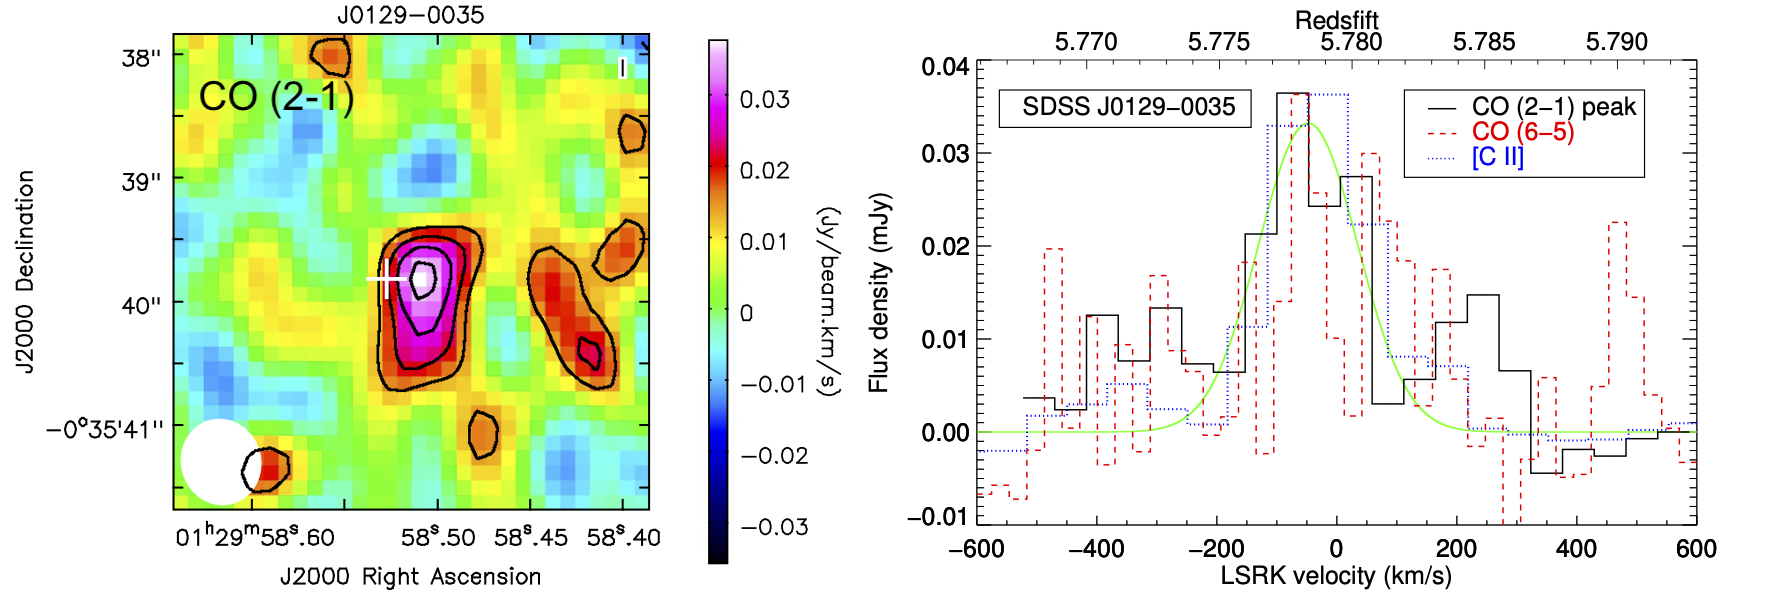 J0129−0035
38"
CO (2-1)
I
39"
40"
−0°35'41"
J2000 Declination
01ʰ29ᵐ58ˢ.60
58ˢ.50
58ˢ.45
58ˢ.40
J2000 Right Ascension
0.03
0.02
0.01
0
−0.01
−0.02
−0.03
(Jy/beam.km/s)
Redsfift
5.770 5.775 5.780 5.785 5.790
0.04
0.03
0.02
0.01
0.00
−0.01
Flux density (mJy)
SDSS J0129−0035
CO (2−1) peak
CO (6−5)
[C II]
−600 −400 −200 0 200 400 600
LSRK velocity (km/s)